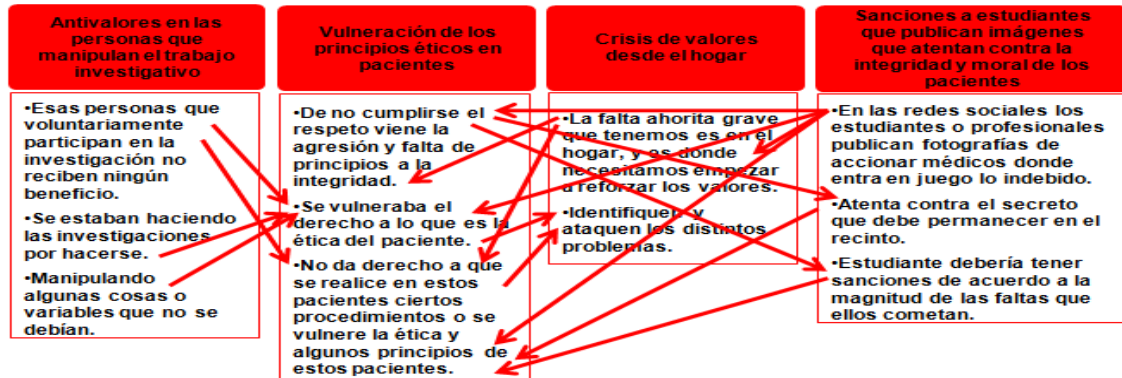 Antivalores en las
personas que
manipulan el trabajo
investigativo
•Esas personas que
voluntariamente
participan en la
investigación no
reciben ningún
beneficio.
•Se estaban haciendo
las investigaciones
por hacerse.
•Manipulando
algunas cosas o
variables que no se
debían.
Vulneración de los
principios éticos en
pacientes
•De no cumplirse el
respeto viene la
agresión y falta de
principios a la
integridad.
•Se vulneraba el
derecho a lo que es la
ética del paciente.
•No da derecho a que
se realice en estos
pacientes ciertos
procedimientos o se
vulnere la ética y
algunos principios de
estos pacientes.
Crisis de valores
desde el hogar
•La falta ahorita grave
que tenemos es en el
hogar, y es donde
necesitamos empezar
a reforzar los valores.
•Identifiquen y
ataquen los distintos
problemas.
Sanciones a estudiantes
que publican imágenes
que atentan contra la
integridad y moral de los
pacientes
•En las redes sociales los
estudiantes o profesionales
publican fotografías de
accionar médicos donde
entra en juego lo indebido.
•Atenta contra el secreto
que debe permanecer en el
recinto.
•Estudiante debería tener
sanciones de acuerdo a la
magnitud de las faltas que
ellos cometan.